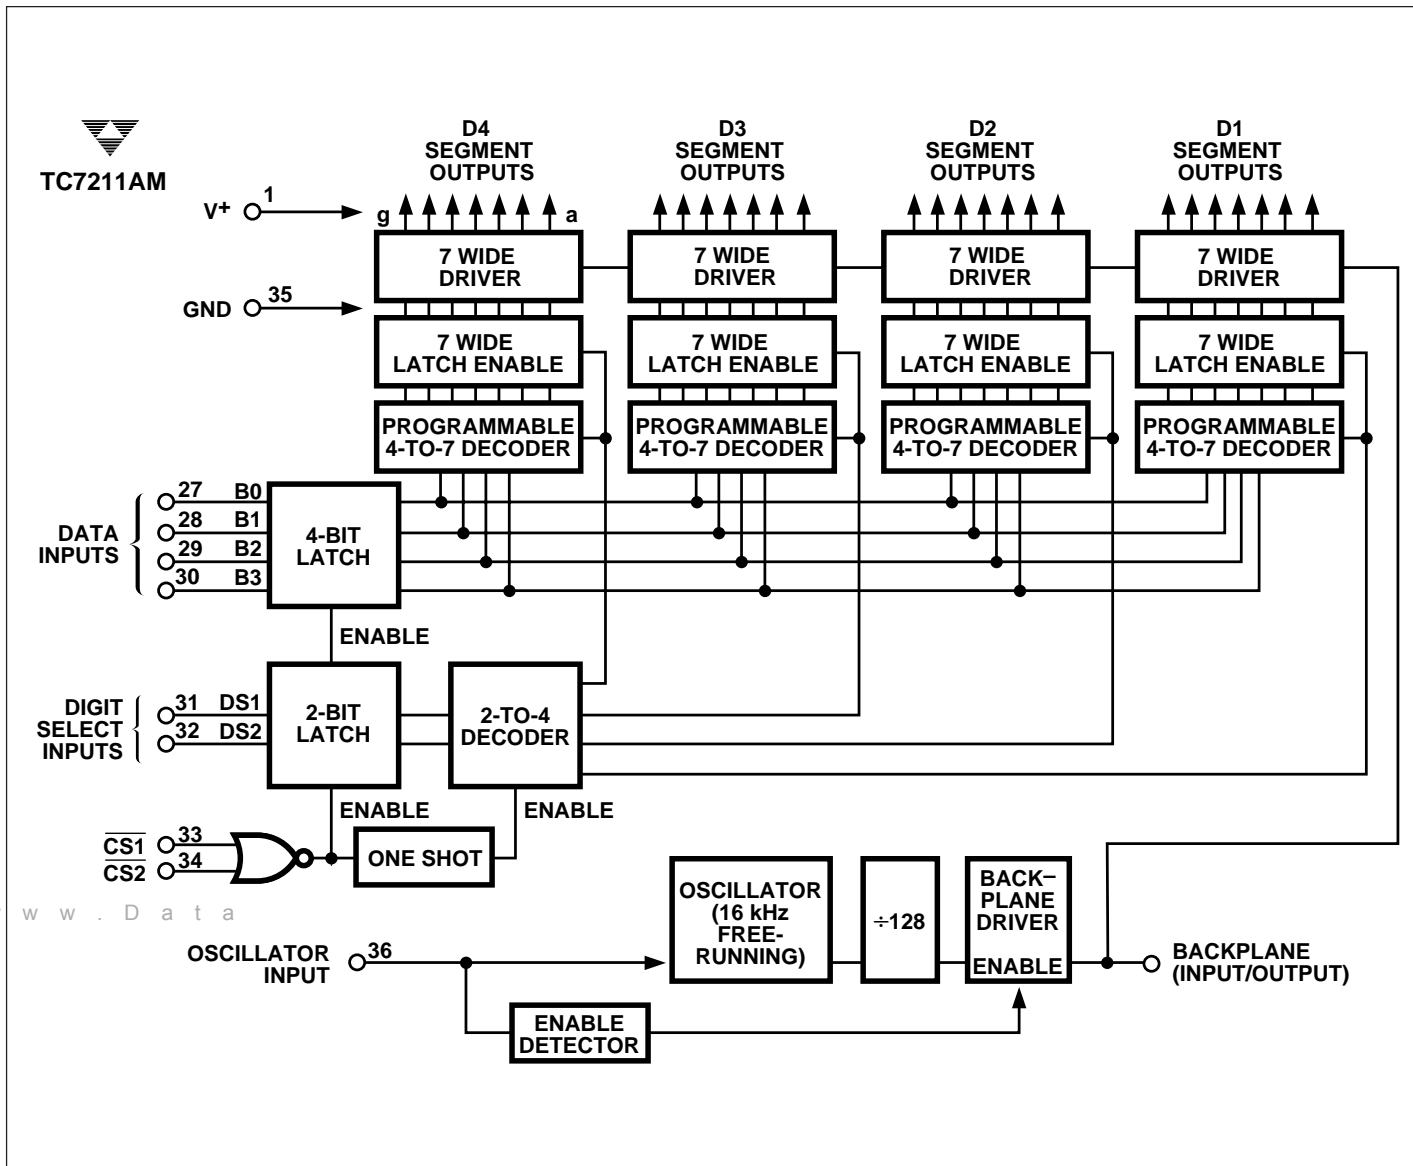 TC7211AM
V+ 1
GND 35
D4
SEGMENT
OUTPUTS
D3
SEGMENT
OUTPUTS
D2
SEGMENT
OUTPUTS
D1
SEGMENT
OUTPUTS
g a
7 WIDE
DRIVER
7 WIDE
DRIVER
7 WIDE
DRIVER
7 WIDE
DRIVER
7 WIDE
LATCH ENABLE
7 WIDE
LATCH ENABLE
7 WIDE
LATCH ENABLE
7 WIDE
LATCH ENABLE
PROGRAMMABLE
4-TO-7 DECODER
PROGRAMMABLE
4-TO-7 DECODER
PROGRAMMABLE
4-TO-7 DECODER
PROGRAMMABLE
4-TO-7 DECODER
DATA
INPUTS
27 B0
28 B1
29 B2
30 B3
4-BIT
LATCH
ENABLE
DIGIT
SELECT
INPUTS
31 DS1
32 DS2
2-BIT
LATCH
2-TO-4
DECODER
ENABLE
ENABLE
CS1 33
CS2 34
ONE SHOT
w w . D a t a
OSCILLATOR
INPUT
36
OSCILLATOR
(16 kHz
FREE-
RUNNING)
÷128
BACK–
PLANE
DRIVER
ENABLE
BACKPLANE
(INPUT/OUTPUT)
ENABLE
DETECTOR